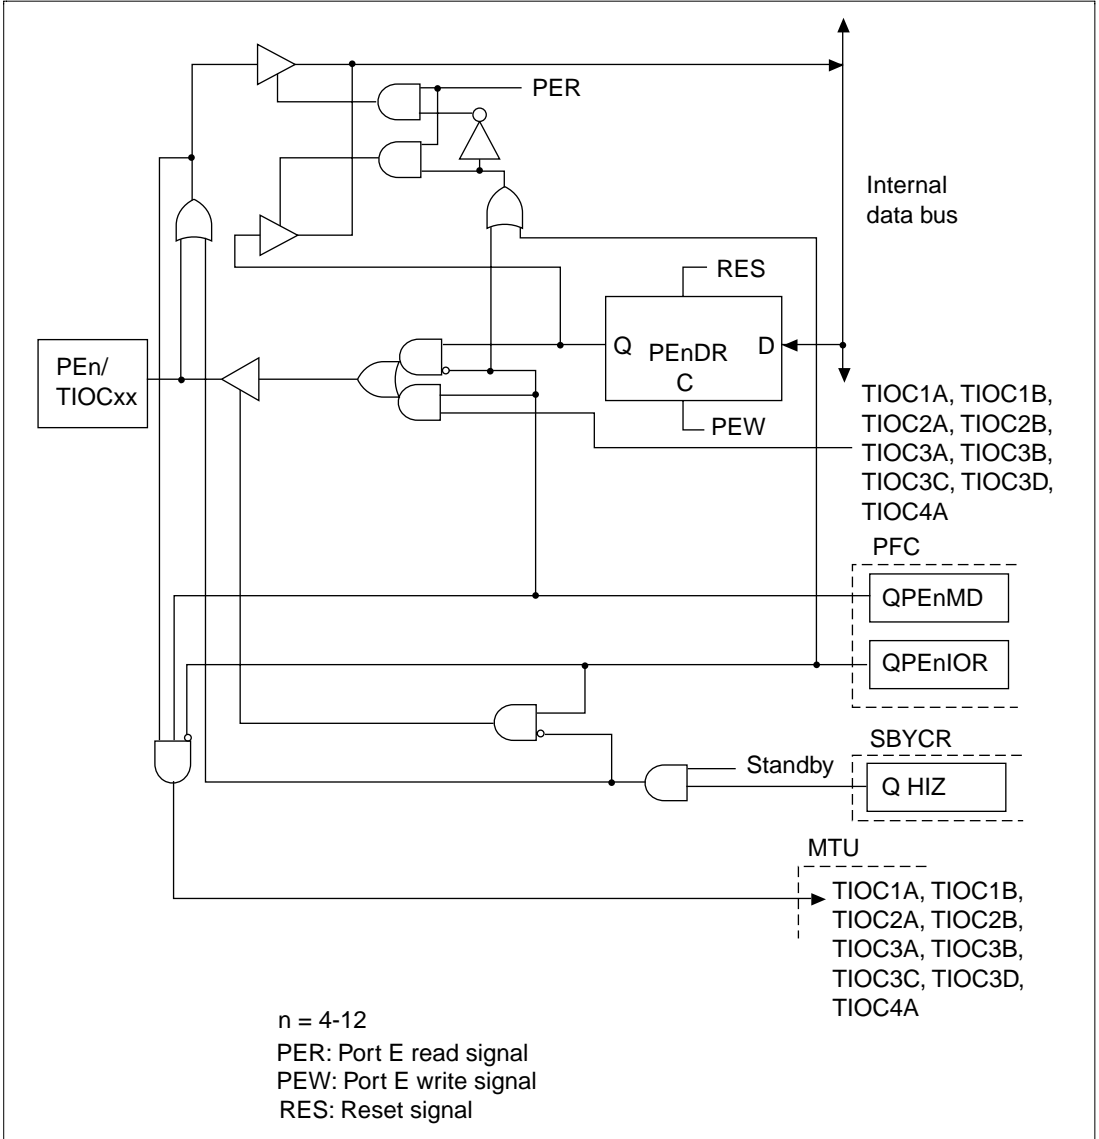 PER
Internal
data bus
RES
Q PEnDR D
C
PEW
PEn/
TIOCxx
TIOC1A, TIOC1B,
TIOC2A, TIOC2B,
TIOC3A, TIOC3B,
TIOC3C, TIOC3D,
TIOC4A
PFC
QPEnMD
QPEnIOR
SBYCR
Standby
Q HIZ
MTU
TIOC1A, TIOC1B,
TIOC2A, TIOC2B,
TIOC3A, TIOC3B,
TIOC3C, TIOC3D,
TIOC4A
n = 4-12
PER: Port E read signal
PEW: Port E write signal
RES: Reset signal